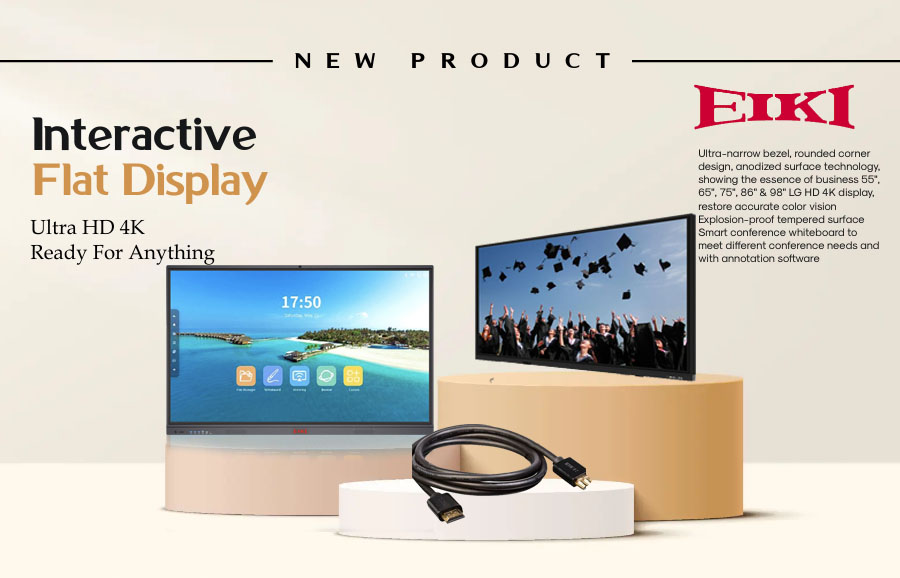 NEW PRODUCT
EIKI
Interactive
Flat Display
Ultra HD 4K
Ready For Anything
Ultra-narrow bezel, rounded corner
design, anodized surface technology,
showing the essence of business 55",
65", 75", 86" & 98" LG HD 4K display,
restore accurate color vision
Explosion-proof tempered surface
Smart conference whiteboard to
meet different conference needs and
with annotation software
17:50